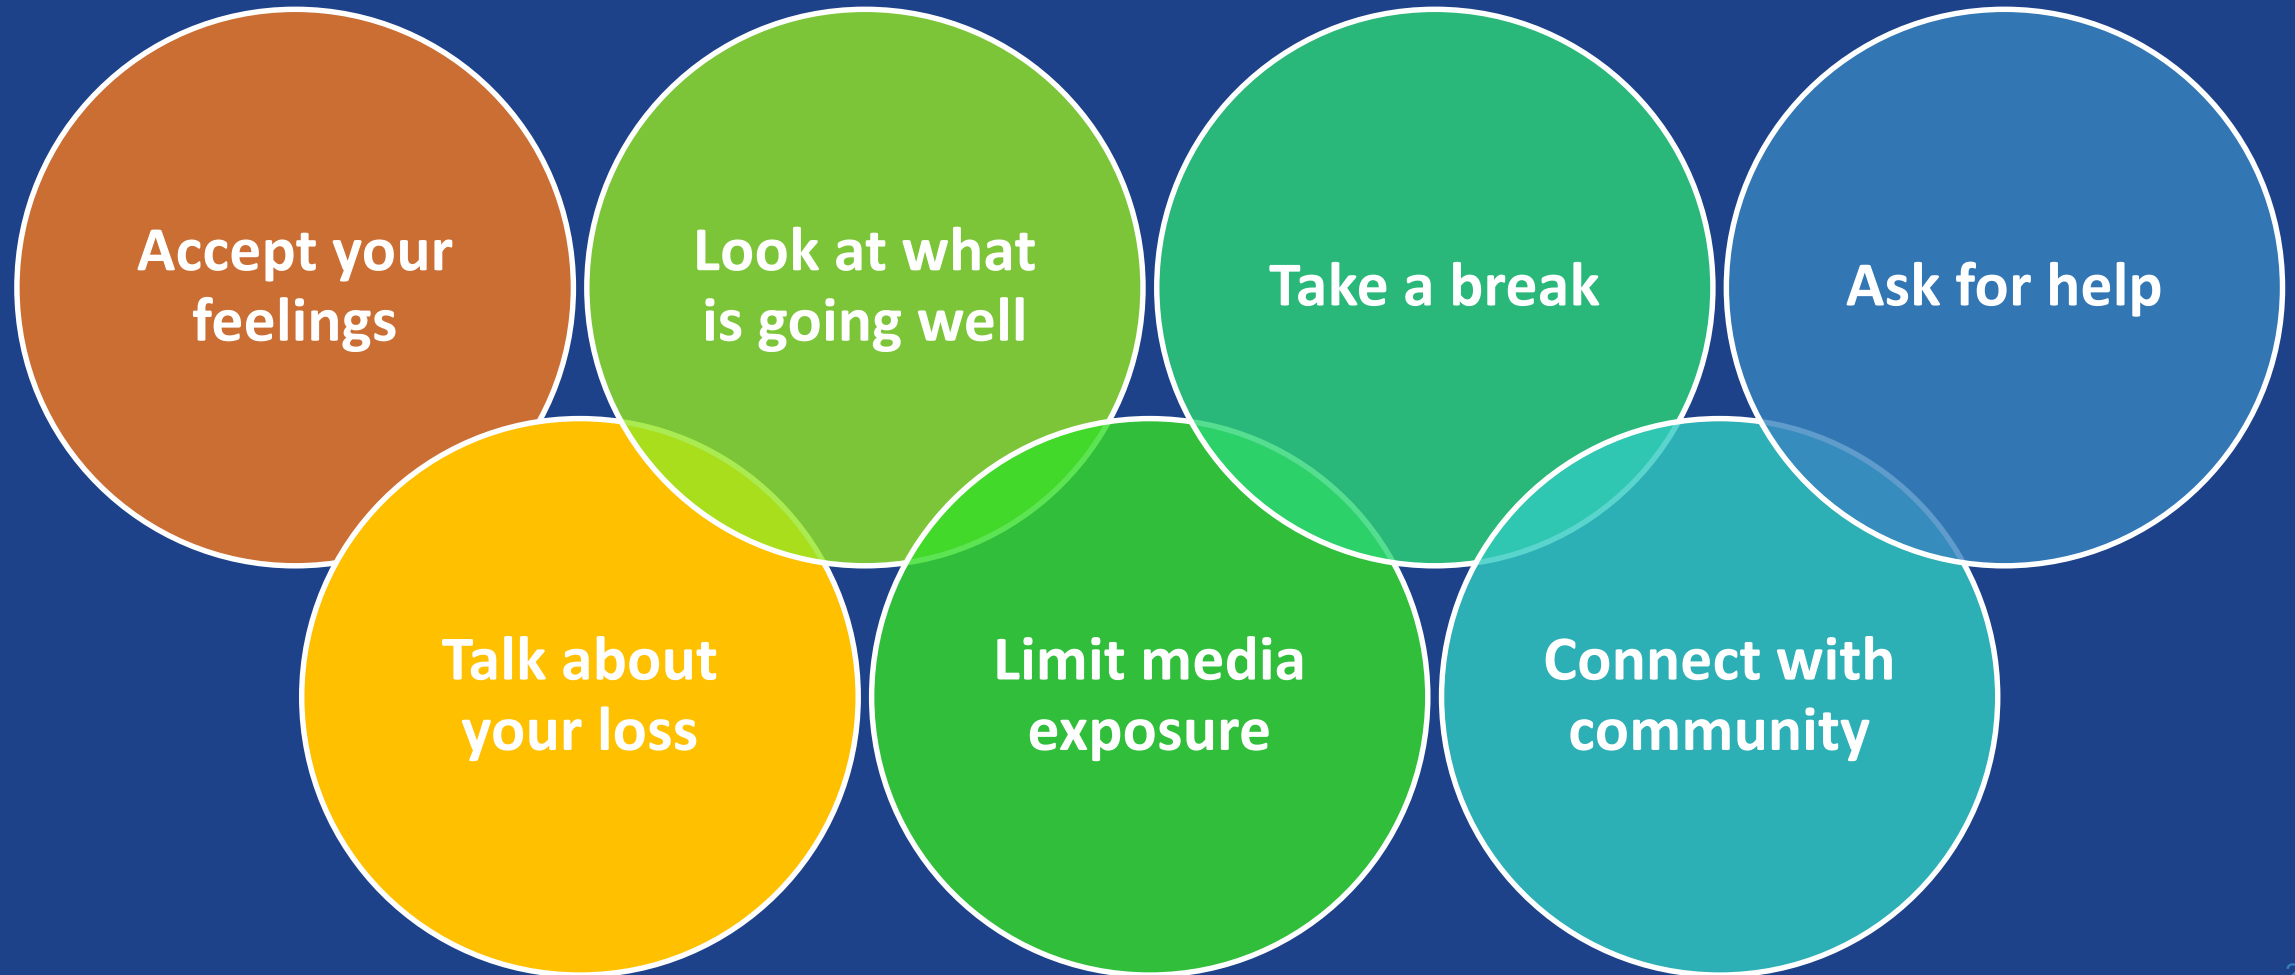 Accept your
feelings
Look at what
is going well
Take a break
Ask for help
Talk about
your loss
Limit media
exposure
Connect with
community